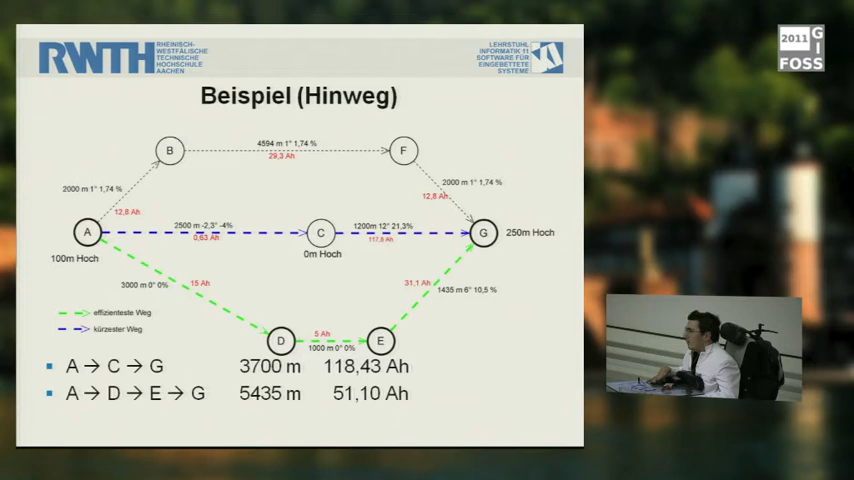 RWTH
RHEINISCH-
WESTFÄLISCHE
TECHNISCHE
HOCHSCHULE
AACHEN
LEHRSTUHL
INFORMATIK 11
SOFTWARE FÜR
EINGEBETTETE
SYSTEME
2011
GI
FOSS
Beispiel (Hinweg)
B
4594 m 1° 1,74 %
29,3 Ah
F
2000 m 1° 1,74 %
12,8 Ah
2000 m 1° 1,74 %
12,8 Ah
A
100m Hoch
2500 m -2,3° -4%
0,63 Ah
C
0m Hoch
1200m 12° 21,3%
117,8 Ah
G
250m Hoch
3000 m 0° 0%
15 Ah
31,1 Ah
1435 m 6° 10,5 %
effizienteste Weg
kürzester Weg
D
5 Ah
1000 m 0° 0%
E
A → C → G 3700 m 118,43 Ah
A → D → E → G 5435 m 51,10 Ah